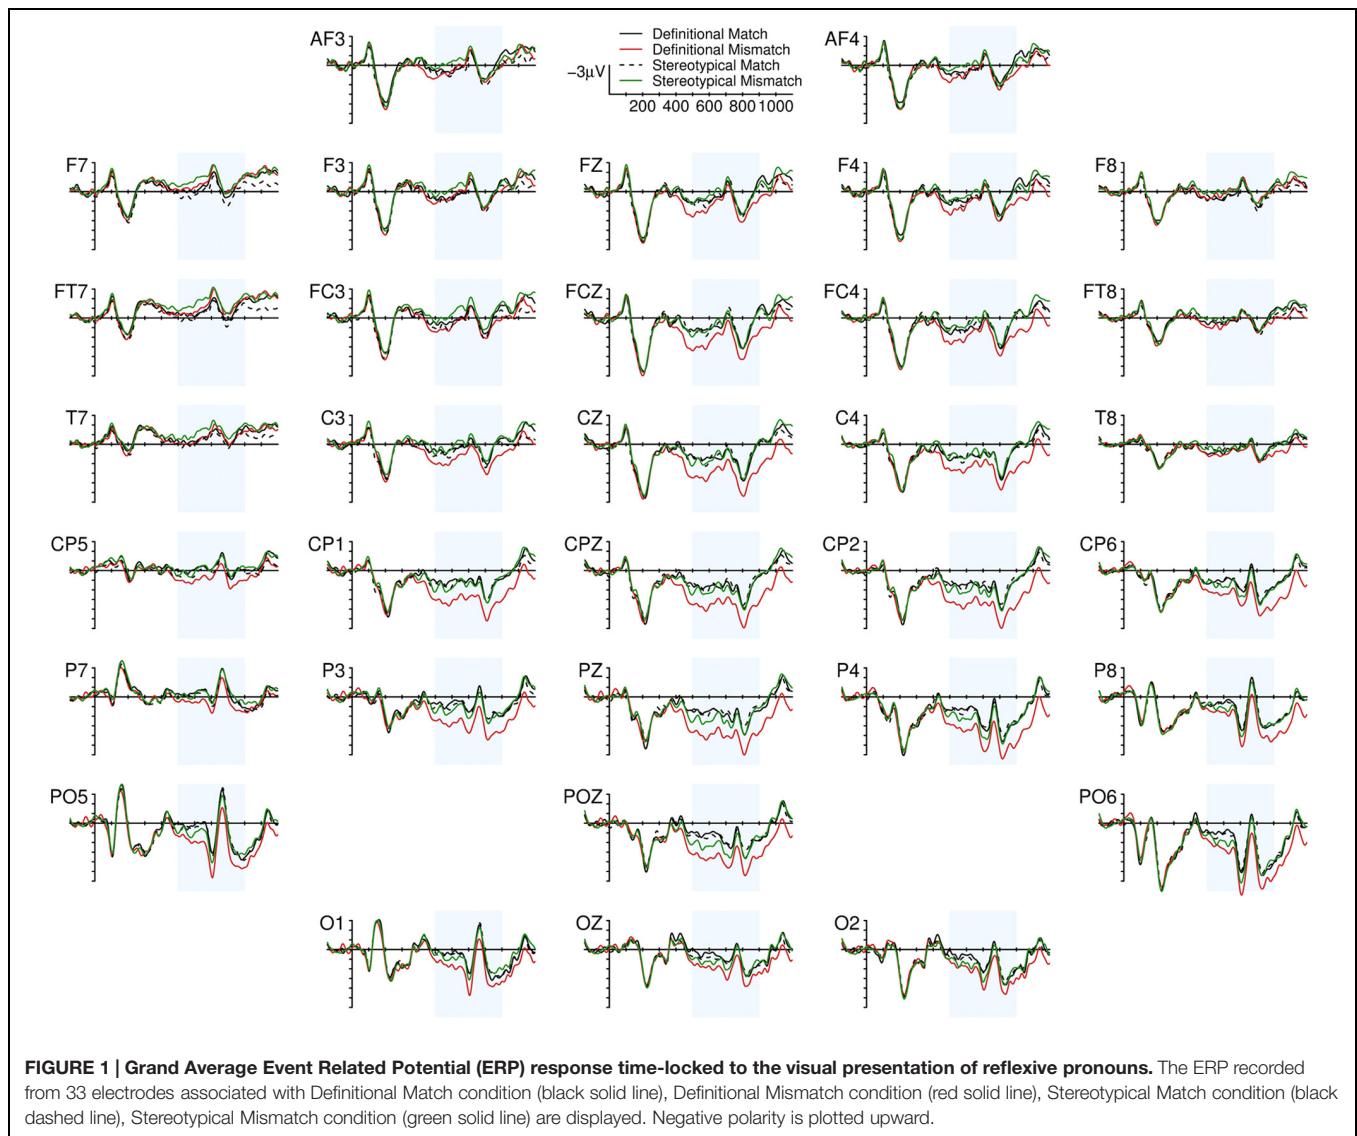 AF3
Definitional Match
Definitional Mismatch
Stereotypical Match
Stereotypical Mismatch
−3μV
200 400 600 800 1000
AF4
F7
F3
FZ
F4
F8
FT7
FC3
FCZ
FC4
FT8
T7
C3
CZ
C4
T8
CP5
CP1
CPZ
CP2
CP6
P7
P3
PZ
P4
P8
PO5
POZ
PO6
O1
OZ
O2
FIGURE 1 | Grand Average Event Related Potential (ERP) response time-locked to the visual presentation of reflexive pronouns. The ERP recorded
from 33 electrodes associated with Definitional Match condition (black solid line), Definitional Mismatch condition (red solid line), Stereotypical Match condition (black
dashed line), Stereotypical Mismatch condition (green solid line) are displayed. Negative polarity is plotted upward.